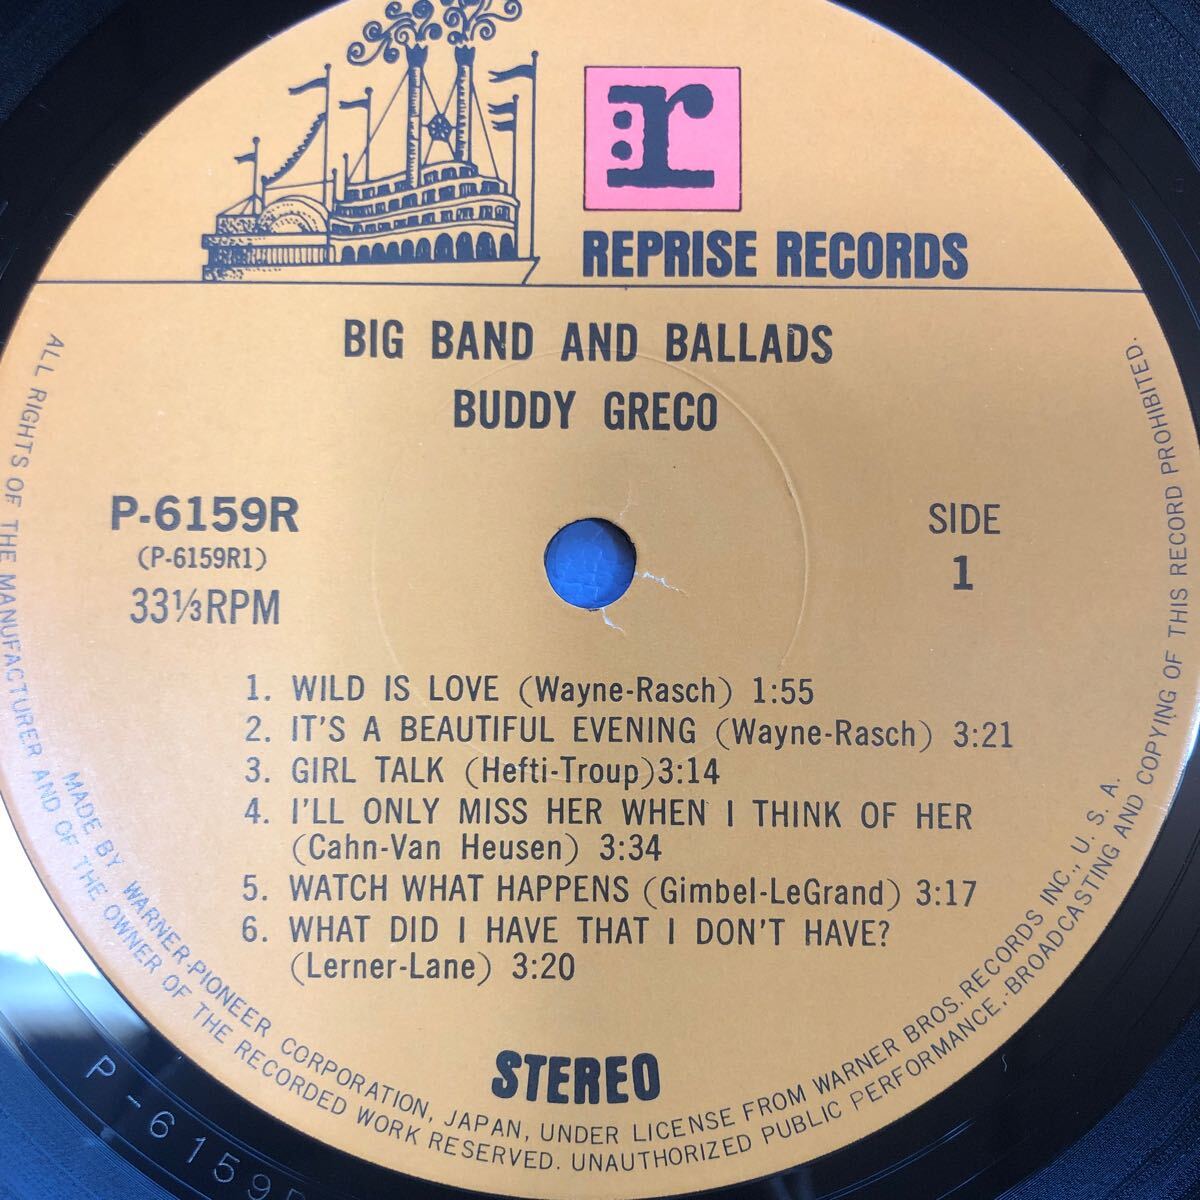 r
REPRISE RECORDS
BIG BAND AND BALLADS
BUDDY GRECO
P-6159R
(P-6159R1)
33⅓RPM
SIDE
1
1. WILD IS LOVE (Wayne-Rasch) 1:55
2. IT'S A BEAUTIFUL EVENING (Wayne-Rasch) 3:21
3. GIRL TALK (Hefti-Troup)3:14
4. I'LL ONLY MISS HER WHEN I THINK OF HER
(Cahn-Van Heusen) 3:34
5. WATCH WHAT HAPPENS (Gimbel-LeGrand) 3:17
6. WHAT DID I HAVE THAT I DON'T HAVE?
(Lerner-Lane) 3:20
STEREO
MADE BY WARNER-PIONEER CORPORATION, JAPAN, UNDER LICENSE FROM WARNER BROS. RECORDS INC., U. S. A.
ALL RIGHTS OF THE MANUFACTURER AND OF THE OWNER OF THE RECORDED WORK RESERVED. UNAUTHORIZED PUBLIC PERFORMANCE, BROADCASTING AND COPYING OF THIS RECORD PROHIBITED.
P-6159R